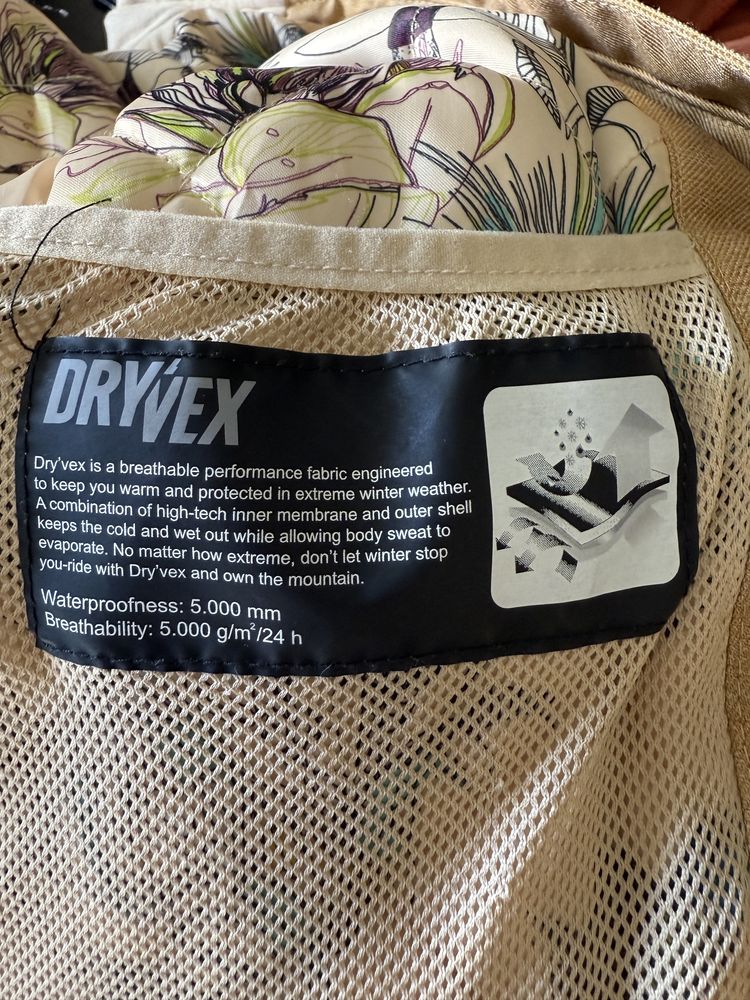 DRY'VEX
Dry'vex is a breathable performance fabric engineered
to keep you warm and protected in extreme winter weather.
A combination of high-tech inner membrane and outer shell
keeps the cold and wet out while allowing body sweat to
evaporate. No matter how extreme, don't let winter stop
you-ride with Dry'vex and own the mountain.
Waterproofness: 5.000 mm
Breathability: 5.000 g/m²/24 h